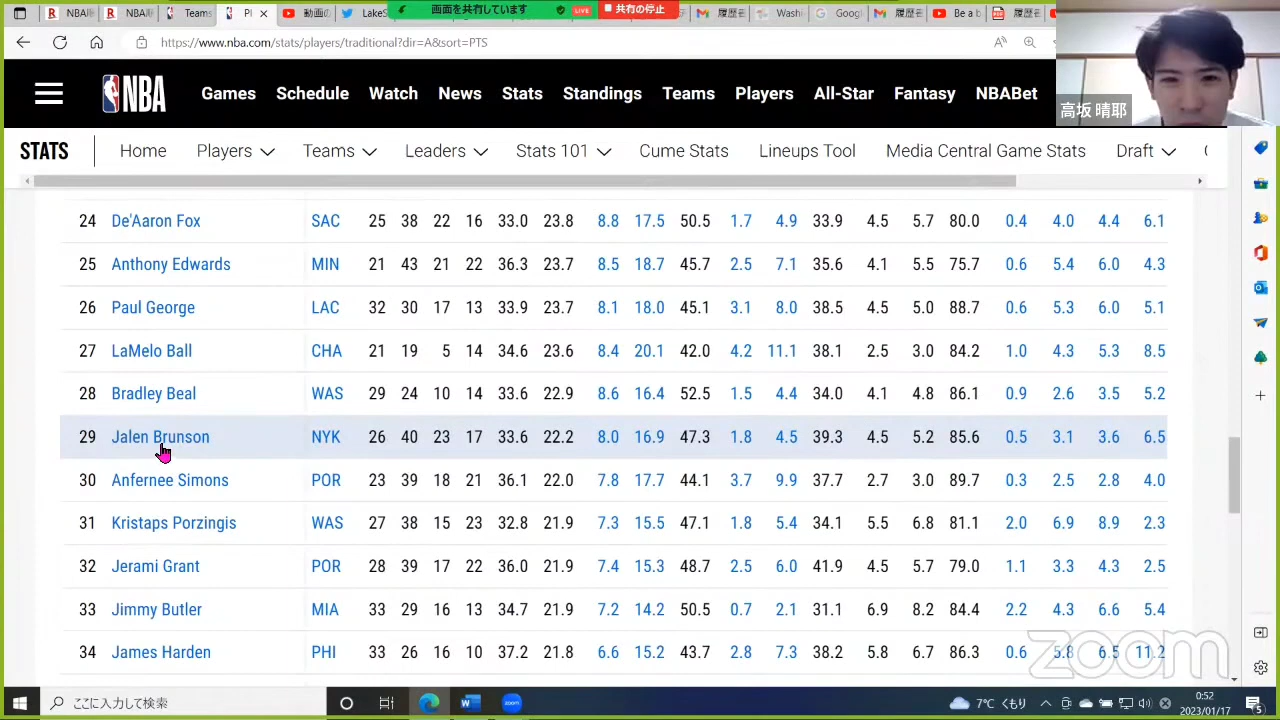 NBA Teams 動画の LakeS 画面を共有しています LIVE 共有の停止 Wash Goog Be a b
https://www.nba.com/stats/players/traditional?dir=A&sort=PTS
NBA Games Schedule Watch News Stats Standings Teams Players All-Star Fantasy NBABet
高坂 晴耶
STATS Home Players Teams Leaders Stats 101 Cume Stats Lineups Tool Media Central Game Stats Draft
24 De'Aaron Fox SAC 25 38 22 16 33.0 23.8 8.8 17.5 50.5 1.7 4.9 33.9 4.5 5.7 80.0 0.4 4.0 4.4 6.1
25 Anthony Edwards MIN 21 43 21 22 36.3 23.7 8.5 18.7 45.7 2.5 7.1 35.6 4.1 5.5 75.7 0.6 5.4 6.0 4.3
26 Paul George LAC 32 30 17 13 33.9 23.7 8.1 18.0 45.1 3.1 8.0 38.5 4.5 5.0 88.7 0.6 5.3 6.0 5.1
27 LaMelo Ball CHA 21 19 5 14 34.6 23.6 8.4 20.1 42.0 4.2 11.1 38.1 2.5 3.0 84.2 1.0 4.3 5.3 8.5
28 Bradley Beal WAS 29 24 10 14 33.6 22.9 8.6 16.4 52.5 1.5 4.4 34.0 4.1 4.8 86.1 0.9 2.6 3.5 5.2
29 Jalen Brunson NYK 26 40 23 17 33.6 22.2 8.0 16.9 47.3 1.8 4.5 39.3 4.5 5.2 85.6 0.5 3.1 3.6 6.5
30 Anfernee Simons POR 23 39 18 21 36.1 22.0 7.8 17.7 44.1 3.7 9.9 37.7 2.7 3.0 89.7 0.3 2.5 2.8 4.0
31 Kristaps Porzingis WAS 27 38 15 23 32.8 21.9 7.3 15.5 47.1 1.8 5.4 34.1 5.5 6.8 81.1 2.0 6.9 8.9 2.3
32 Jerami Grant POR 28 39 17 22 36.0 21.9 7.4 15.3 48.7 2.5 6.0 41.9 4.5 5.7 79.0 1.1 3.3 4.3 2.5
33 Jimmy Butler MIA 33 29 16 13 34.7 21.9 7.2 14.2 50.5 0.7 2.1 31.1 6.9 8.2 84.4 2.2 4.3 6.6 5.4
34 James Harden PHI 33 26 16 10 37.2 21.8 6.6 15.2 43.7 2.8 7.3 38.2 5.8 6.7 86.3 0.6 5.8 6.5 11.2
zoom
ここに入力して検索 7℃ くもり 0:52
2023/01/17